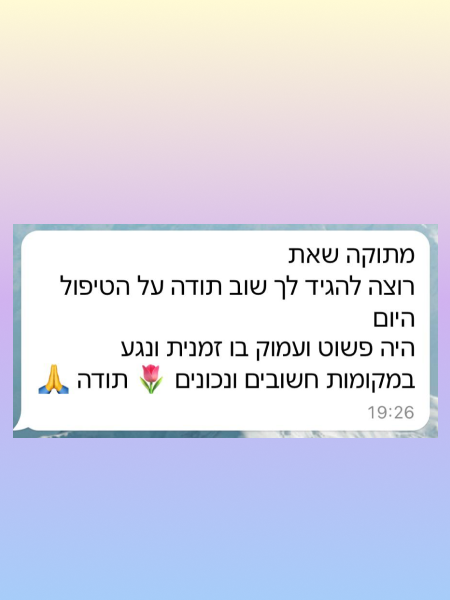 מתוקה שאת
רוצה להגיד לך שוב תודה על הטיפול
היום
היה פשוט ועמוק בו זמנית ונגע
במקומות חשובים ונכונים 🌷 תודה 🙏
19:26